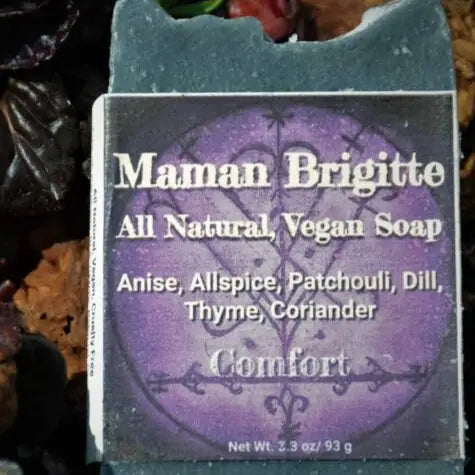 Maman Brigitte
All Natural, Vegan Soap
Anise, Allspice, Patchouli, Dill,
Thyme, Coriander
Comfort
Net Wt. 3.3 oz/ 93 g
All Natural, Vegan, Cruelty Free